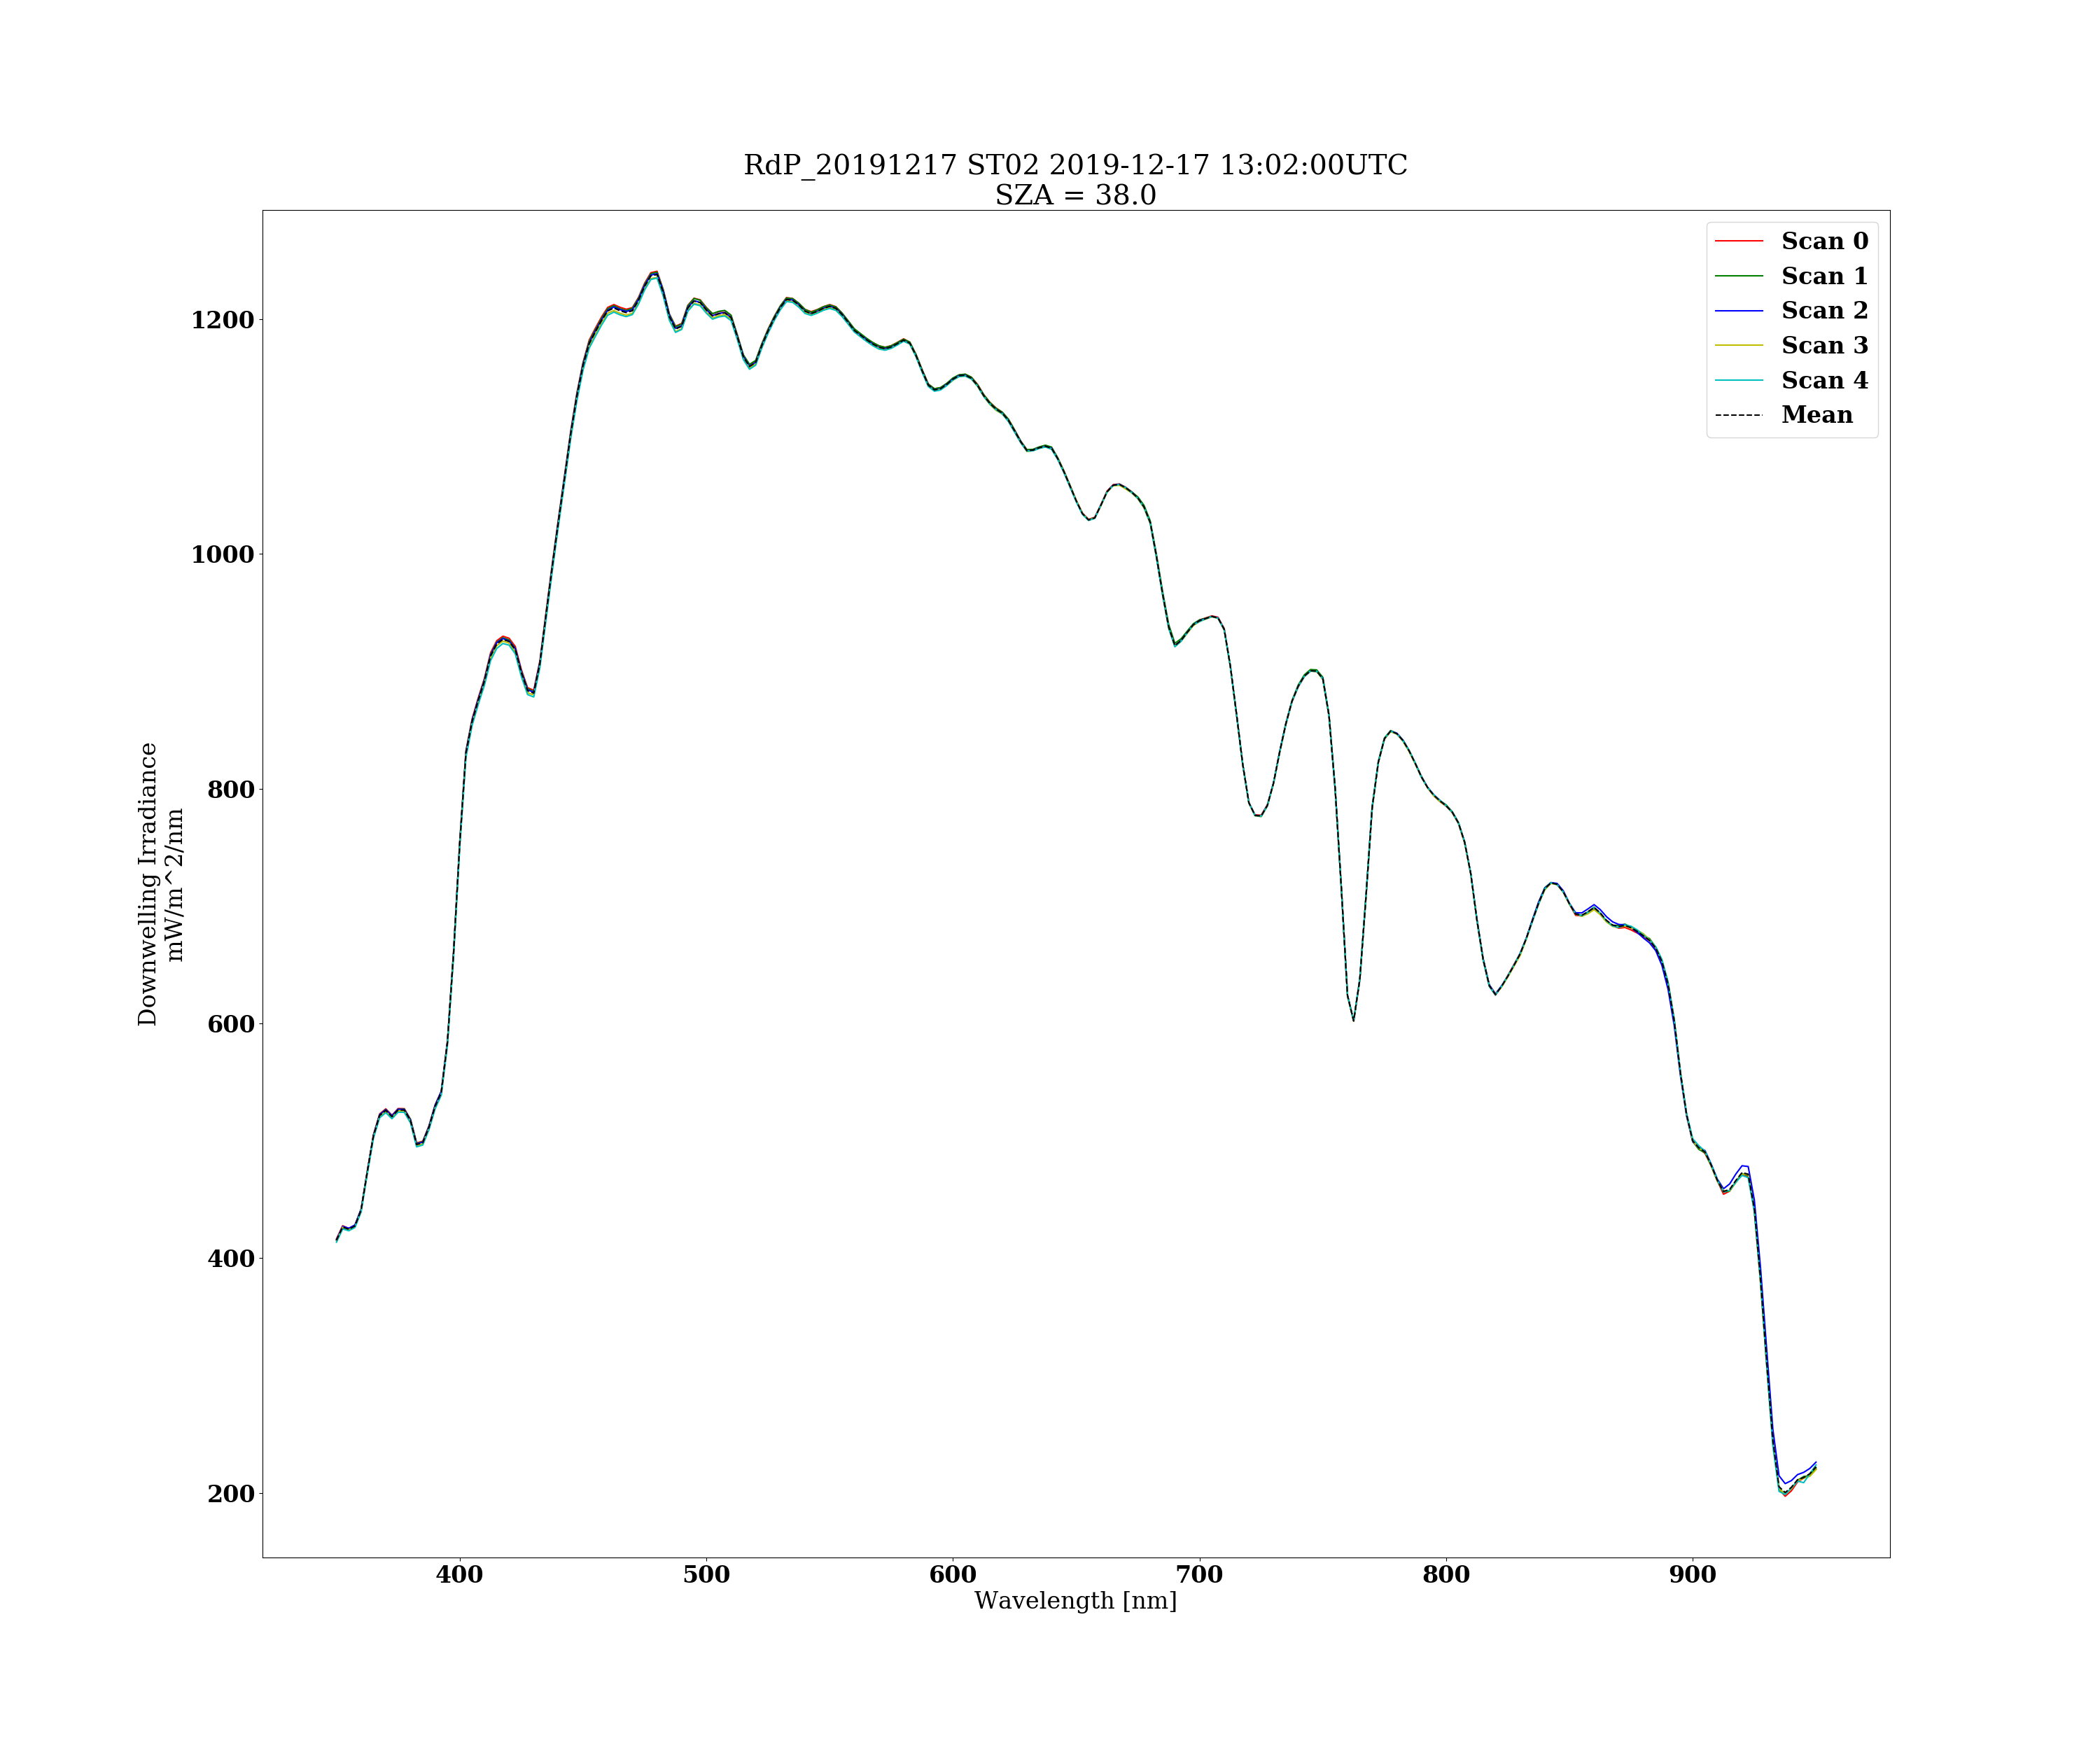 RdP_20191217 ST02 2019-12-17 13:02:00UTC
SZA = 38.0
Scan 0
Scan 1
Scan 2
Scan 3
Scan 4
Mean
1200
1000
800
600
400
200
Downwelling Irradiance
mW/m^2/nm
400 500 600 700 800 900
Wavelength [nm]